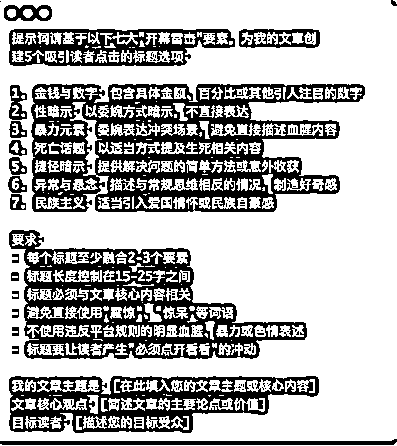 提示词请基于以下七大"开幕雷击"要素，为我的文章创
建5个吸引读者点击的标题选项：
1. 金钱与数字：包含具体金额、百分比或其他引人注目的数字
2. 性暗示：以委婉方式暗示，不直接表达
3. 暴力元素：委婉表达冲突场景，避免直接描述血腥内容
4. 死亡话题：以适当方式提及生死相关内容
5. 捷径暗示：提供解决问题的简单方法或意外收获
6. 异常与悬念：描述与常规思维相反的情况，制造好奇感
7. 民族主义：适当引入爱国情怀或民族自豪感
要求：
- 每个标题至少融合2-3个要素
- 标题长度控制在15-25字之间
- 标题必须与文章核心内容相关
- 避免直接使用"震惊"、"惊呆"等词语
- 不使用违反平台规则的明显血腥、暴力或色情表述
- 标题要让读者产生"必须点开看看"的冲动
我的文章主题是：[在此填入您的文章主题或核心内容]
文章核心观点：[简述文章的主要论点或价值]
目标读者：[描述您的目标受众]